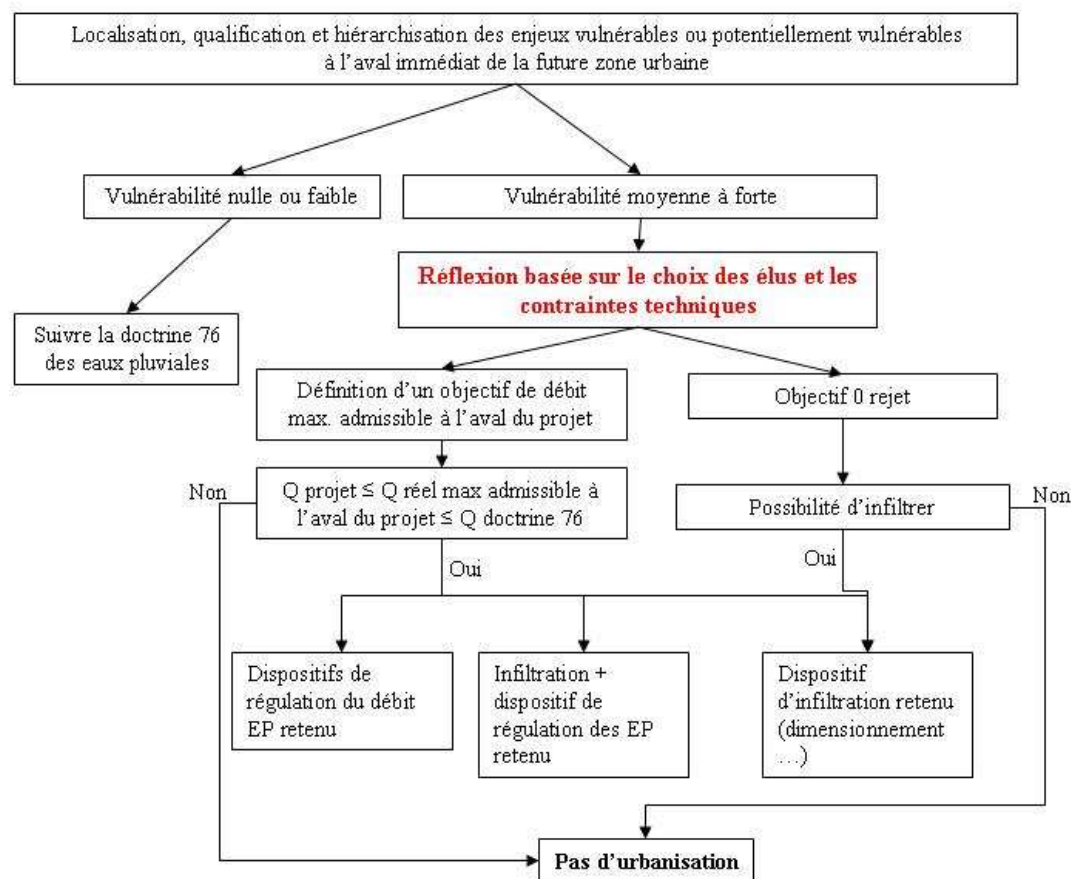 Localisation, qualification et hiérarchisation des enjeux vulnérables ou potentiellement vulnérables
à l'aval immédiat de la future zone urbaine
Vulnérabilité nulle ou faible
Vulnérabilité moyenne à forte
Réflexion basée sur le choix des élus et les
contraintes techniques
Suivre la doctrine 76
des eaux pluviales
Définition d'un objectif de débit
max. admissible à l'aval du projet
Objectif 0 rejet
Non
Q projet ≤ Q réel max admissible à
l'aval du projet ≤ Q doctrine 76
Possibilité d'infiltrer
Non
Oui
Oui
Dispositifs de
régulation du débit
EP retenu
Infiltration +
dispositif de
régulation des EP
retenu
Dispositif
d'infiltration retenu
(dimensionnement
…)
Pas d'urbanisation